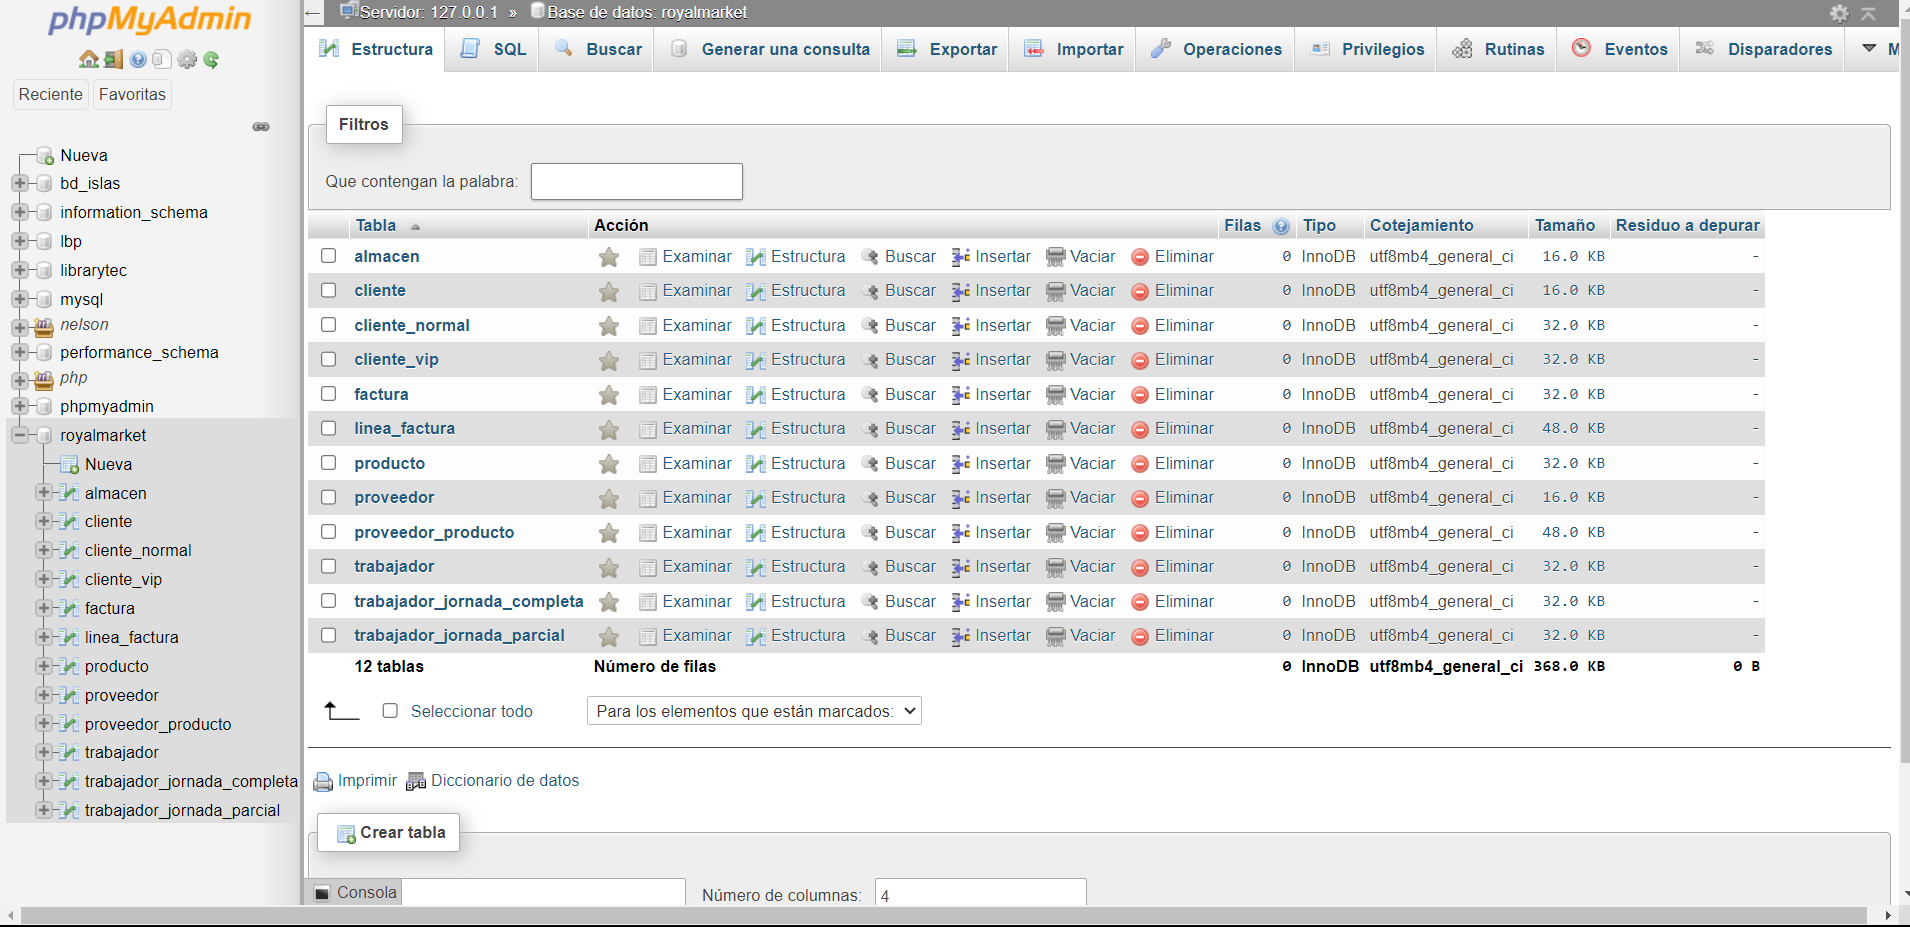 phpMyAdmin
Reciente Favoritas
Nueva
bd_islas
information_schema
lbp
librarytec
mysql
nelson
performance_schema
php
phpmyadmin
royalmarket
Nueva
almacen
cliente
cliente_normal
cliente_vip
factura
linea_factura
producto
proveedor
proveedor_producto
trabajador
trabajador_jornada_completa
trabajador_jornada_parcial
Servidor: 127.0.0.1 » Base de datos: royalmarket
Estructura SQL Buscar Generar una consulta Exportar Importar Operaciones Privilegios Rutinas Eventos Disparadores
Filtros
Que contengan la palabra:
Tabla Acción Filas Tipo Cotejamiento Tamaño Residuo a depurar
almacen Examinar Estructura Buscar Insertar Vaciar Eliminar 0 InnoDB utf8mb4_general_ci 16.0 KB -
cliente Examinar Estructura Buscar Insertar Vaciar Eliminar 0 InnoDB utf8mb4_general_ci 16.0 KB -
cliente_normal Examinar Estructura Buscar Insertar Vaciar Eliminar 0 InnoDB utf8mb4_general_ci 32.0 KB -
cliente_vip Examinar Estructura Buscar Insertar Vaciar Eliminar 0 InnoDB utf8mb4_general_ci 32.0 KB -
factura Examinar Estructura Buscar Insertar Vaciar Eliminar 0 InnoDB utf8mb4_general_ci 32.0 KB -
linea_factura Examinar Estructura Buscar Insertar Vaciar Eliminar 0 InnoDB utf8mb4_general_ci 48.0 KB -
producto Examinar Estructura Buscar Insertar Vaciar Eliminar 0 InnoDB utf8mb4_general_ci 32.0 KB -
proveedor Examinar Estructura Buscar Insertar Vaciar Eliminar 0 InnoDB utf8mb4_general_ci 16.0 KB -
proveedor_producto Examinar Estructura Buscar Insertar Vaciar Eliminar 0 InnoDB utf8mb4_general_ci 48.0 KB -
trabajador Examinar Estructura Buscar Insertar Vaciar Eliminar 0 InnoDB utf8mb4_general_ci 32.0 KB -
trabajador_jornada_completa Examinar Estructura Buscar Insertar Vaciar Eliminar 0 InnoDB utf8mb4_general_ci 32.0 KB -
trabajador_jornada_parcial Examinar Estructura Buscar Insertar Vaciar Eliminar 0 InnoDB utf8mb4_general_ci 32.0 KB -
12 tablas Número de filas 0 InnoDB utf8mb4_general_ci 368.0 KB 0 B
Seleccionar todo Para los elementos que están marcados:
Imprimir Diccionario de datos
Crear tabla
Consola Número de columnas: 4